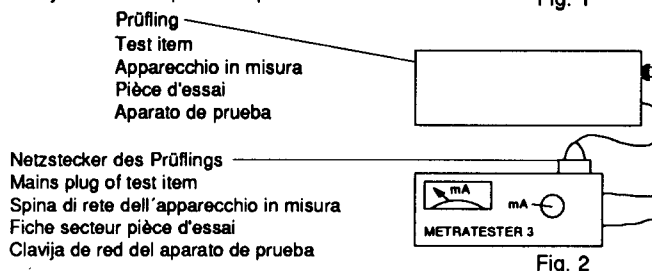 Fig. 1
Prüfling
Test item
Apparecchio in misura
Pièce d'essai
Aparato de prueba
Netzstecker des Prüflings
Mains plug of test item
Spina di rete dell'apparecchio in misura
Fiche secteur pièce d'essai
Clavija de red del aparato de prueba
mA
mA
METRATESTER 3
Fig. 2